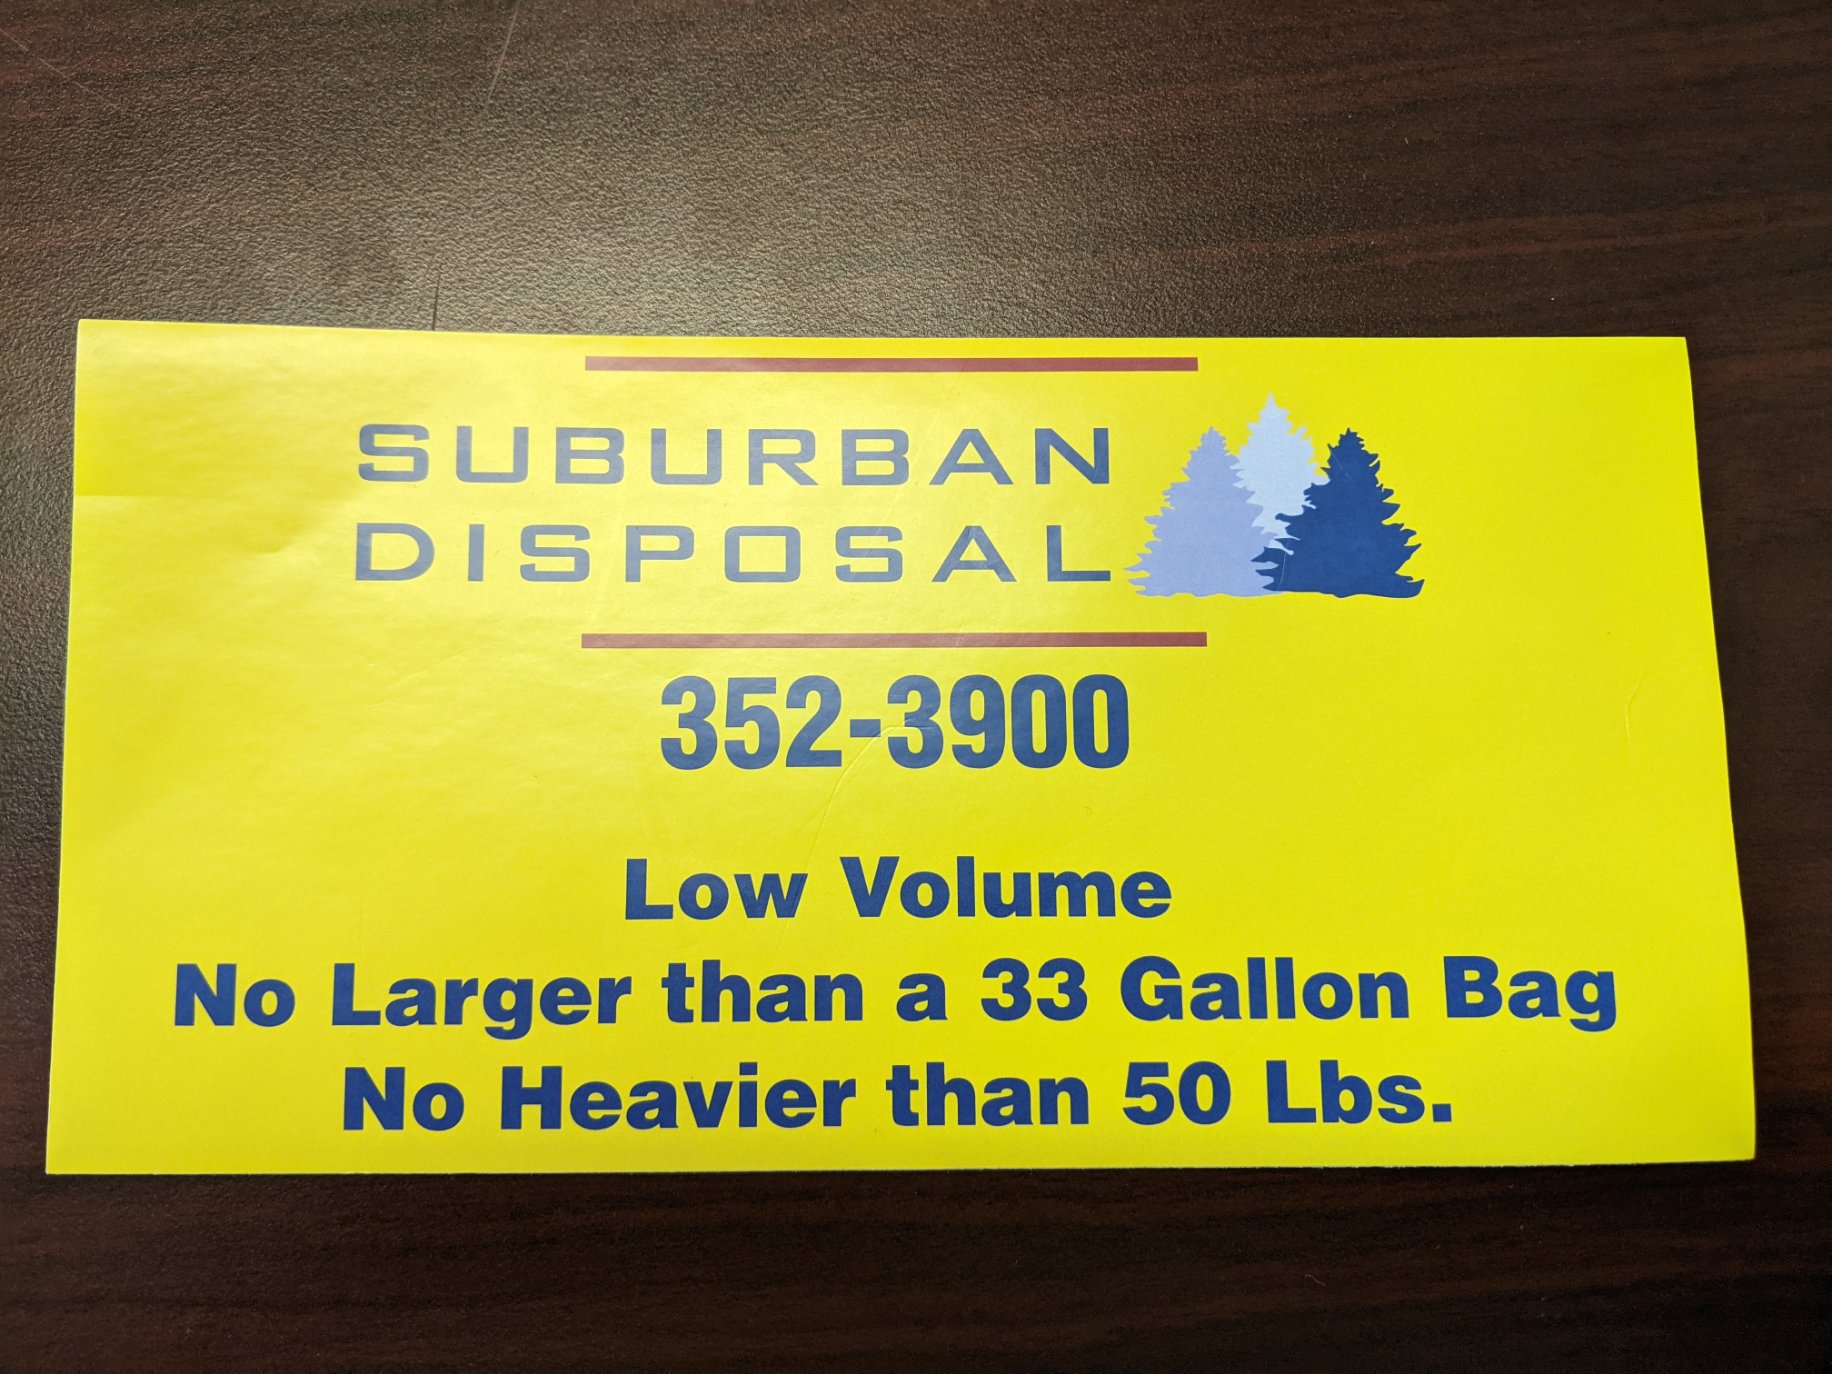 SUBURBAN
DISPOSAL
352-3900
Low Volume
No Larger than a 33 Gallon Bag
No Heavier than 50 Lbs.